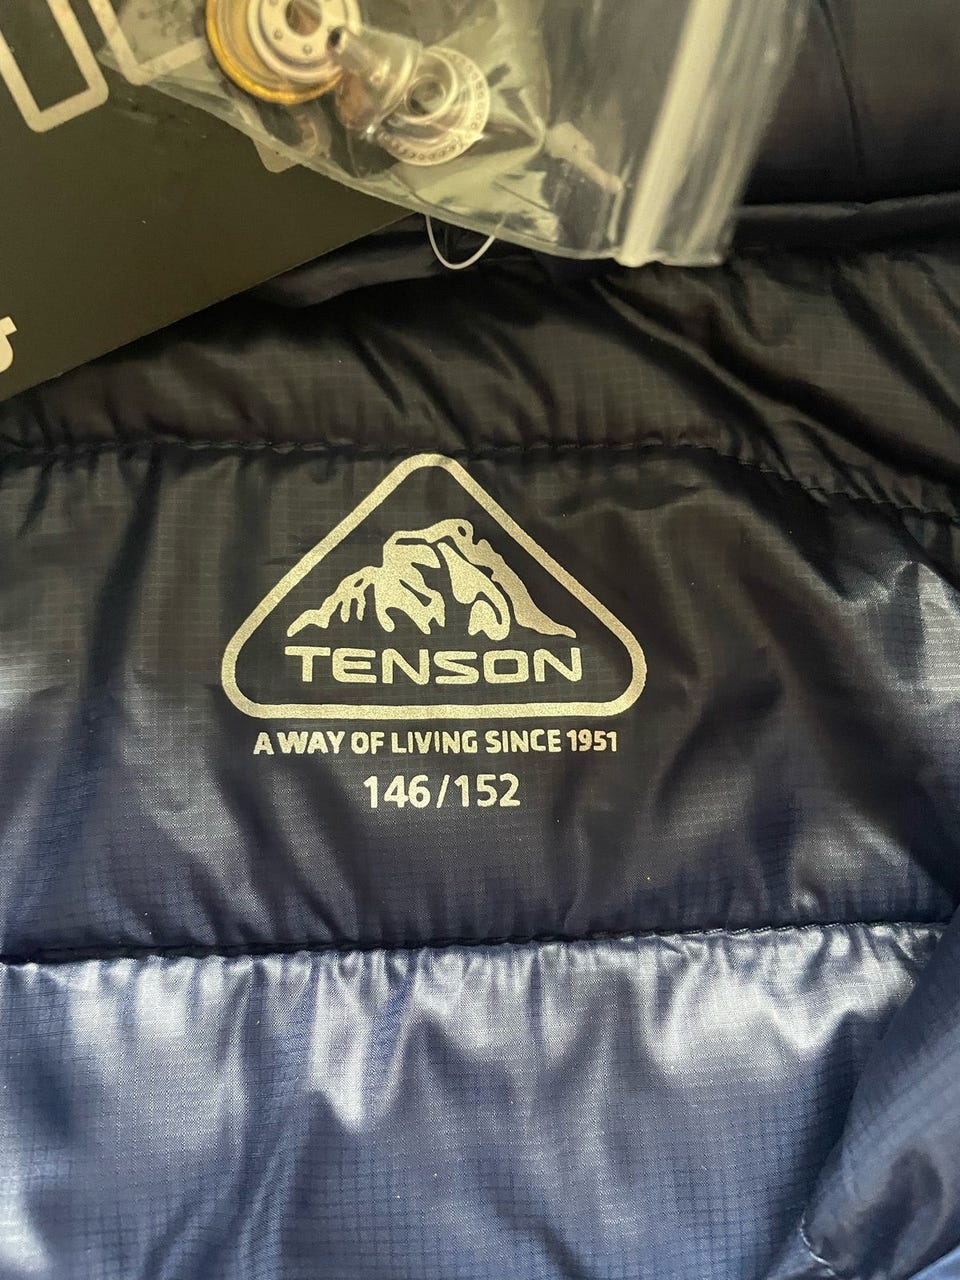 TENSON
A WAY OF LIVING SINCE 1951
146/152